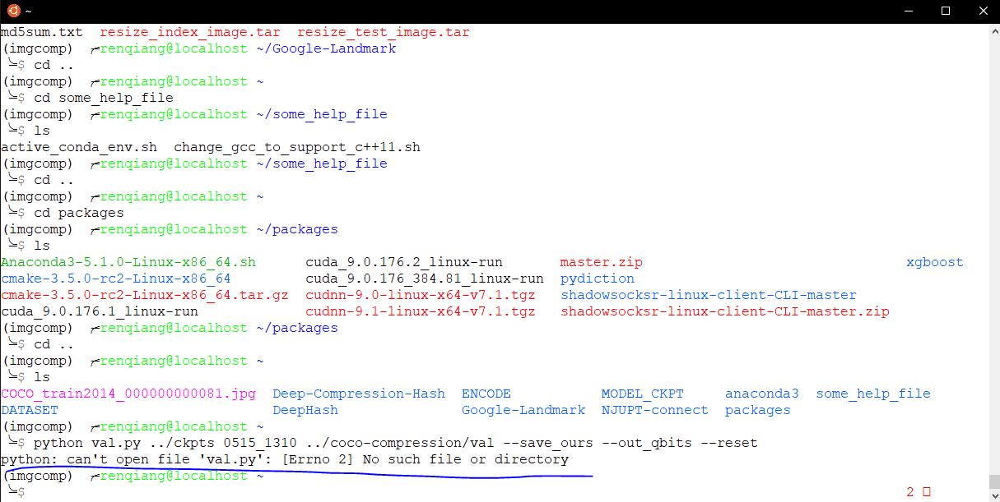 ~
md5sum.txt  resize_index_image.tar  resize_test_image.tar
(imgcomp)  ╭─renqiang@localhost ~/Google-Landmark
╰─$ cd ..
(imgcomp)  ╭─renqiang@localhost ~
╰─$ cd some_help_file
(imgcomp)  ╭─renqiang@localhost ~/some_help_file
╰─$ ls
active_conda_env.sh  change_gcc_to_support_c++11.sh
(imgcomp)  ╭─renqiang@localhost ~/some_help_file
╰─$ cd ..
(imgcomp)  ╭─renqiang@localhost ~
╰─$ cd packages
(imgcomp)  ╭─renqiang@localhost ~/packages
╰─$ ls
Anaconda3-5.1.0-Linux-x86_64.sh      cuda_9.0.176.2_linux-run       master.zip                                xgboost
cmake-3.5.0-rc2-Linux-x86_64         cuda_9.0.176_384.81_linux-run  pydiction
cmake-3.5.0-rc2-Linux-x86_64.tar.gz  cudnn-9.0-linux-x64-v7.1.tgz   shadowsocksr-linux-client-CLI-master
cuda_9.0.176.1_linux-run             cudnn-9.1-linux-x64-v7.1.tgz   shadowsocksr-linux-client-CLI-master.zip
(imgcomp)  ╭─renqiang@localhost ~/packages
╰─$ cd ..
(imgcomp)  ╭─renqiang@localhost ~
╰─$ ls
COCO_train2014_000000000081.jpg  Deep-Compression-Hash  ENCODE           MODEL_CKPT     anaconda3  some_help_file
DATASET                          DeepHash               Google-Landmark  NJUPT-connect  packages
(imgcomp)  ╭─renqiang@localhost ~
╰─$ python val.py ../ckpts 0515_1310 ../coco-compression/val --save_ours --out_qbits --reset
python: can't open file 'val.py': [Errno 2] No such file or directory
(imgcomp)  ╭─renqiang@localhost ~
╰─$ 2